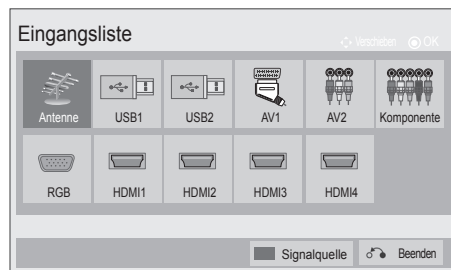 Eingangsliste
Verschieben OK
Antenne USB1 USB2 AV1 AV2 Komponente
RGB HDMI1 HDMI2 HDMI3 HDMI4
Signalquelle Beenden